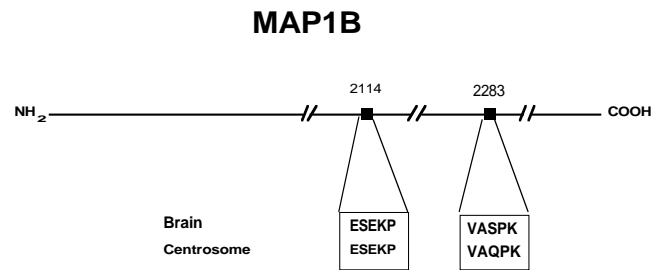 MAP1B
2114 2283
NH2 COOH
Brain ESEKP VASPK
Centrosome ESEKP VAQPK